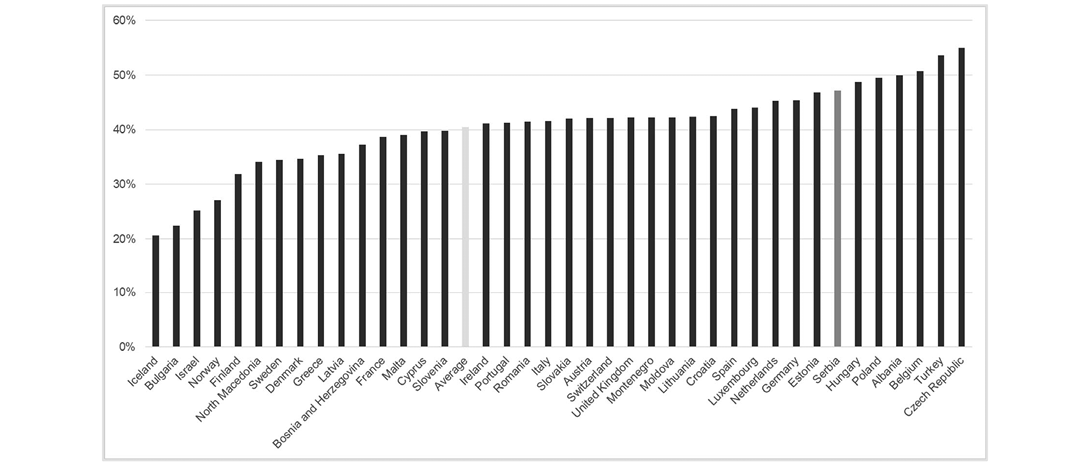 60%
50%
40%
30%
20%
10%
0%
Iceland
Bulgaria
Israel
Norway
Finland
North Macedonia
Sweden
Denmark
Greece
Latvia
Bosnia and Herzegovina
France
Malta
Cyprus
Slovenia
Average
Ireland
Portugal
Romania
Italy
Slovakia
Austria
Switzerland
United Kingdom
Montenegro
Moldova
Lithuania
Croatia
Spain
Luxembourg
Netherlands
Germany
Estonia
Serbia
Hungary
Poland
Albania
Belgium
Turkey
Czech Republic